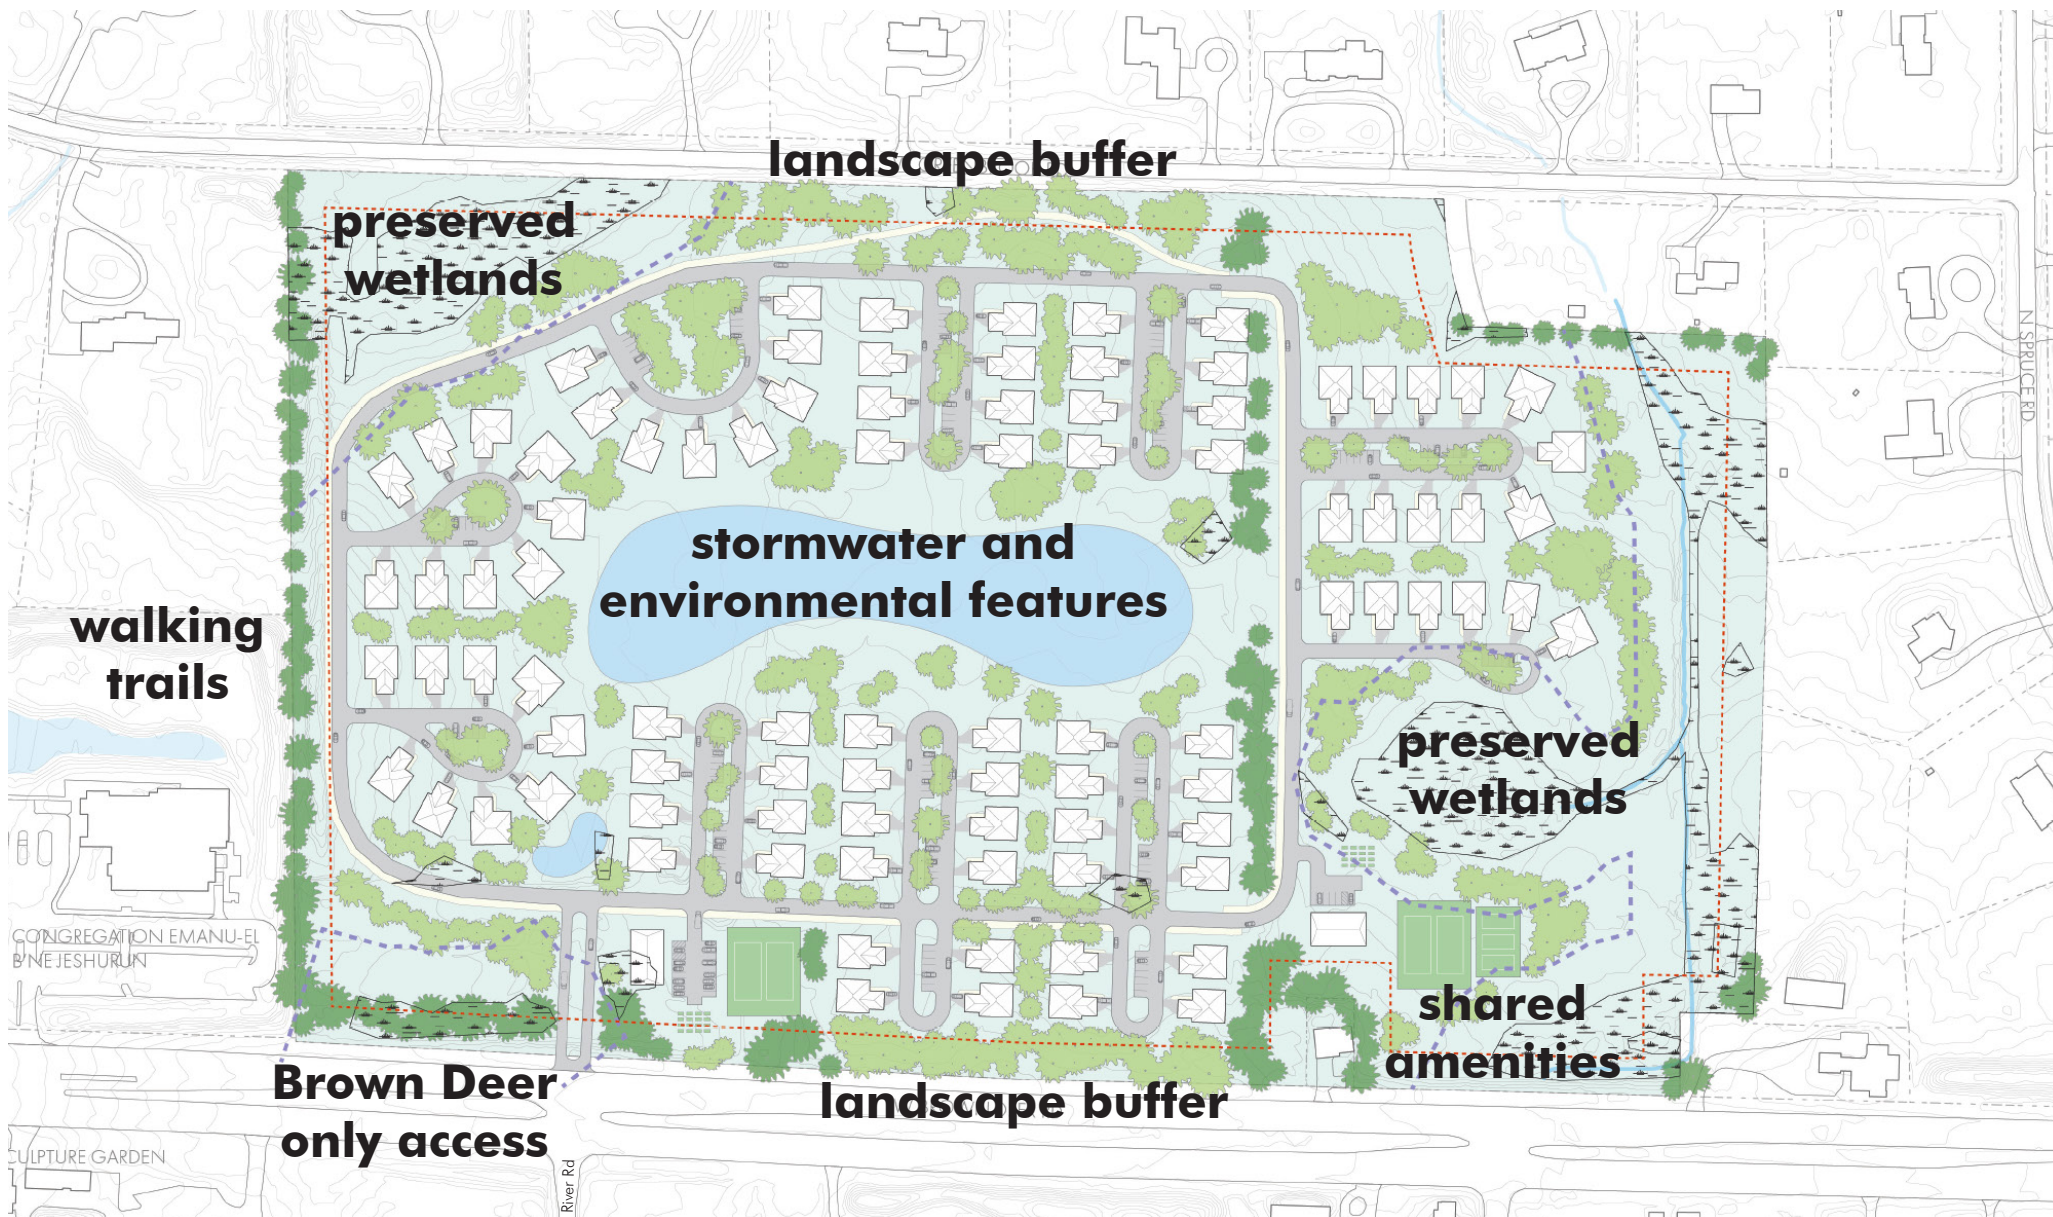 landscape buffer
preserved
wetlands
N SPRUCE RD
stormwater and
environmental features
walking
trails
preserved
wetlands
CONGREGATION EMANU-EL
B'NE JESHURUN
shared
amenities
Brown Deer
only access
landscape buffer
CULPTURE GARDEN
River Rd